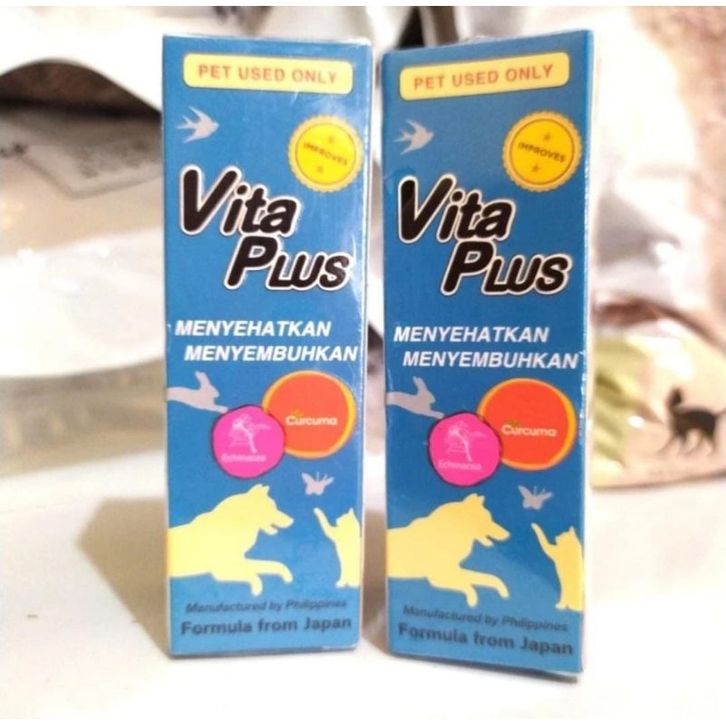 PET USED ONLY
IMPROVES
Vita
PLUS
MENYEHATKAN
MENYEMBUHKAN
Curcuma
Echinacea
Manufactured by Philippines
Formula from Japan
PET USED ONLY
IMPROVES
Vita
PLUS
MENYEHATKAN
MENYEMBUHKAN
Curcuma
Echinacea
Manufactured by Philippines
Formula from Japan